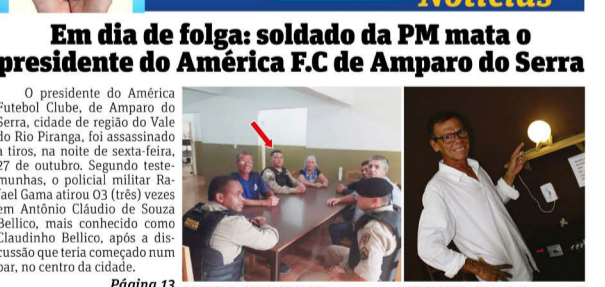 Notícias
Em dia de folga: soldado da PM mata o
presidente do América F.C de Amparo do Serra
O presidente do América
Futebol Clube, de Amparo do
Serra, cidade de região do Vale
do Rio Piranga, foi assassinado
a tiros, na noite de sexta-feira,
27 de outubro. Segundo teste-
munhas, o policial militar Ra-
fael Gama atirou 03 (três) vezes
em Antônio Cláudio de Souza
Bellico, mais conhecido como
Claudinho Bellico, após a dis-
cussão que teria começado num
bar, no centro da cidade.
Página 13